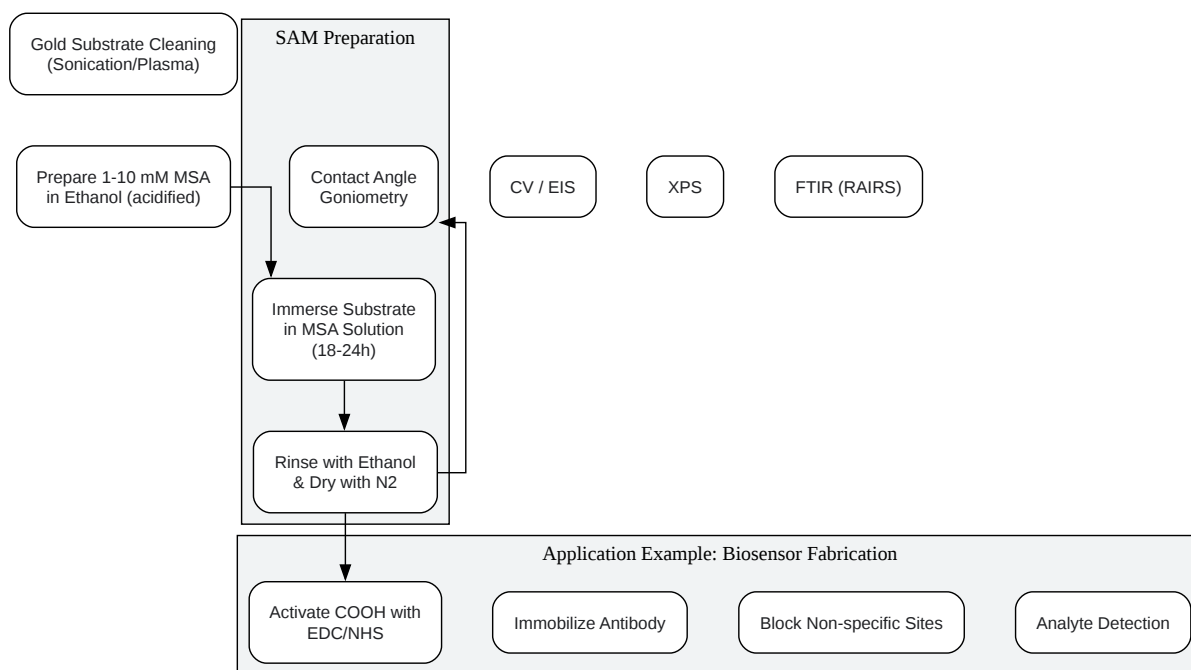 Gold Substrate Cleaning
(Sonication/Plasma)
SAM Preparation
Prepare 1-10 mM MSA
in Ethanol (acidified)
Contact Angle
Goniometry
CV / EIS
XPS
FTIR (RAIRS)
Immerse Substrate
in MSA Solution
(18-24h)
Rinse with Ethanol
& Dry with N2
Application Example: Biosensor Fabrication
Activate COOH with
EDC/NHS
Immobilize Antibody
Block Non-specific Sites
Analyte Detection